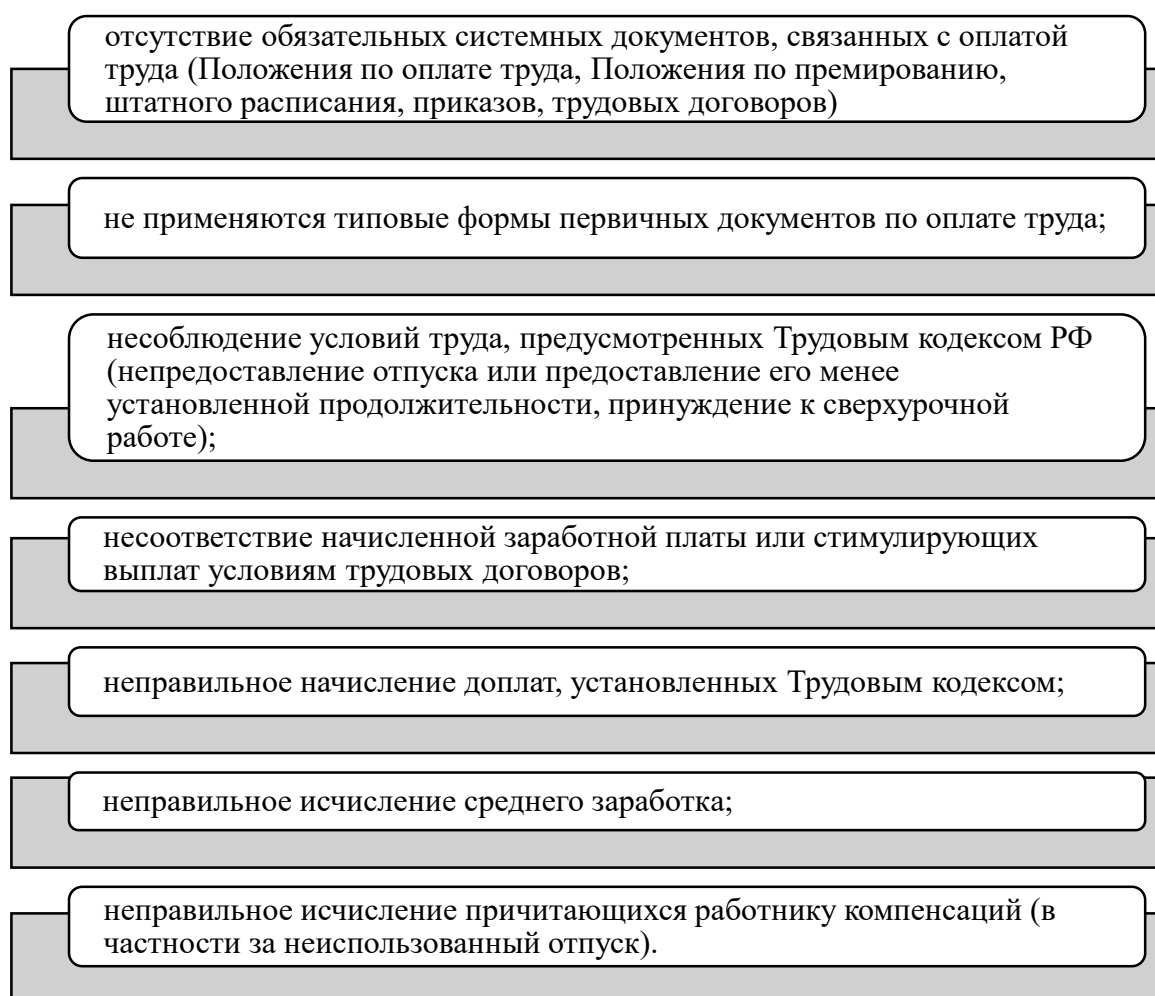 отсутствие обязательных системных документов, связанных с оплатой
труда (Положения по оплате труда, Положения по премированию,
штатного расписания, приказов, трудовых договоров)
не применяются типовые формы первичных документов по оплате труда;
несоблюдение условий труда, предусмотренных Трудовым кодексом РФ
(непредоставление отпуска или предоставление его менее
установленной продолжительности, принуждение к сверхурочной
работе);
несоответствие начисленной заработной платы или стимулирующих
выплат условиям трудовых договоров;
неправильное начисление доплат, установленных Трудовым кодексом;
неправильное исчисление среднего заработка;
неправильное исчисление причитающихся работнику компенсаций (в
частности за неиспользованный отпуск).